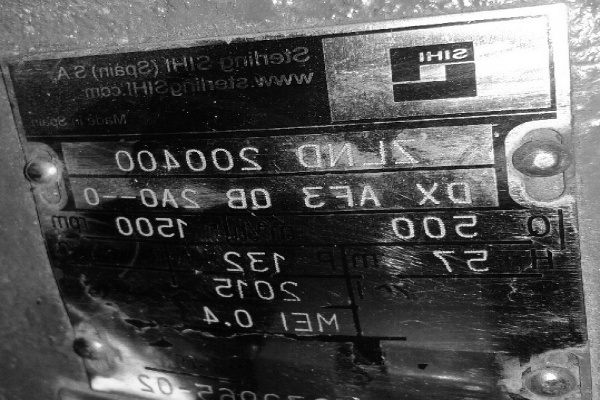 SIHI
Sterling SIHI (Spain) S.A.
www.sterlingSIHI.com
Made in Spain
ZLND 200400
DX AF3 QB 2A0-0
Q 500 1500 rpm
H 57 m P 132
2015
MEI 0.4